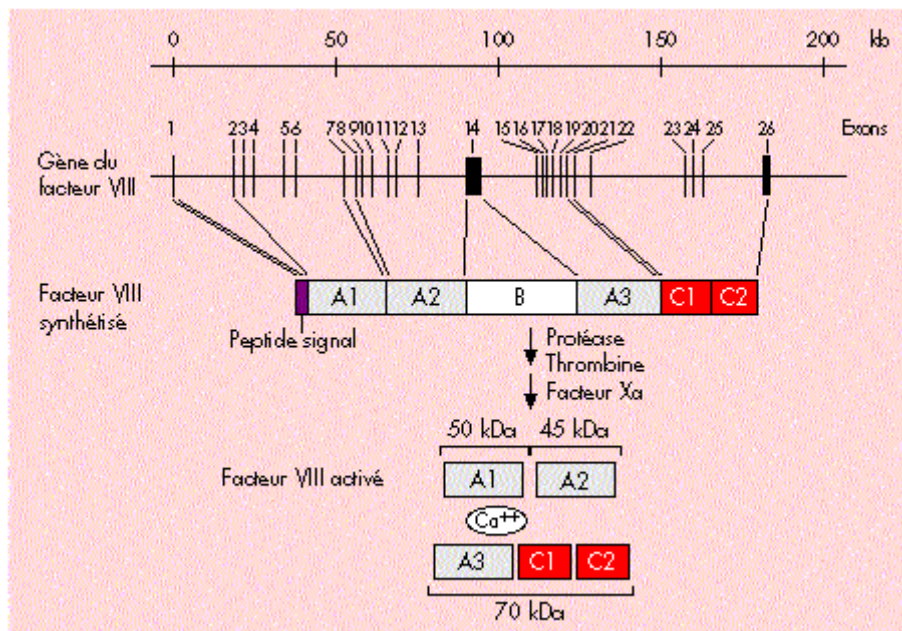 0 50 100 150 200 kb
1 2 3 4 5 6 7 8 9 10 11 12 13 14 15 16 17 18 19 20 21 22 23 24 25 26 Exons
Gène du
facteur VIII
Facteur VIII
synthétisé
A1 A2 B A3 C1 C2
Peptide signal
Protéase
Thrombine
Facteur Xa
50 kDa 45 kDa
Facteur VIII activé
A1 A2
Ca++
A3 C1 C2
70 kDa